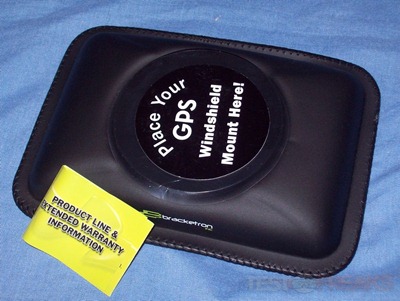 Place Your
GPS
Windshield
Mount Here!
bracketron
PRODUCT LINE &
EXTENDED WARRANTY
INFORMATION